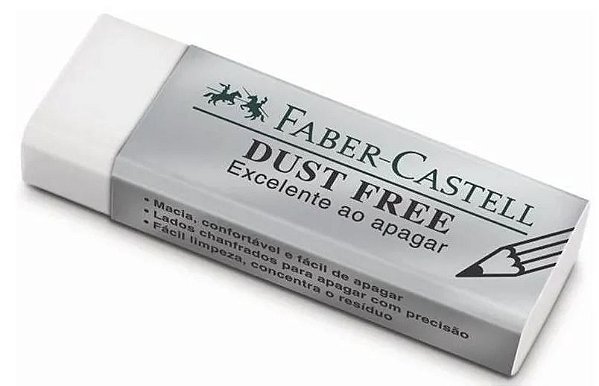 FABER-CASTELL
DUST FREE
Excelente ao apagar
• Macia, confortável e fácil de apagar
• Lados chanfrados para apagar com precisão
• Fácil limpeza, concentra o resíduo